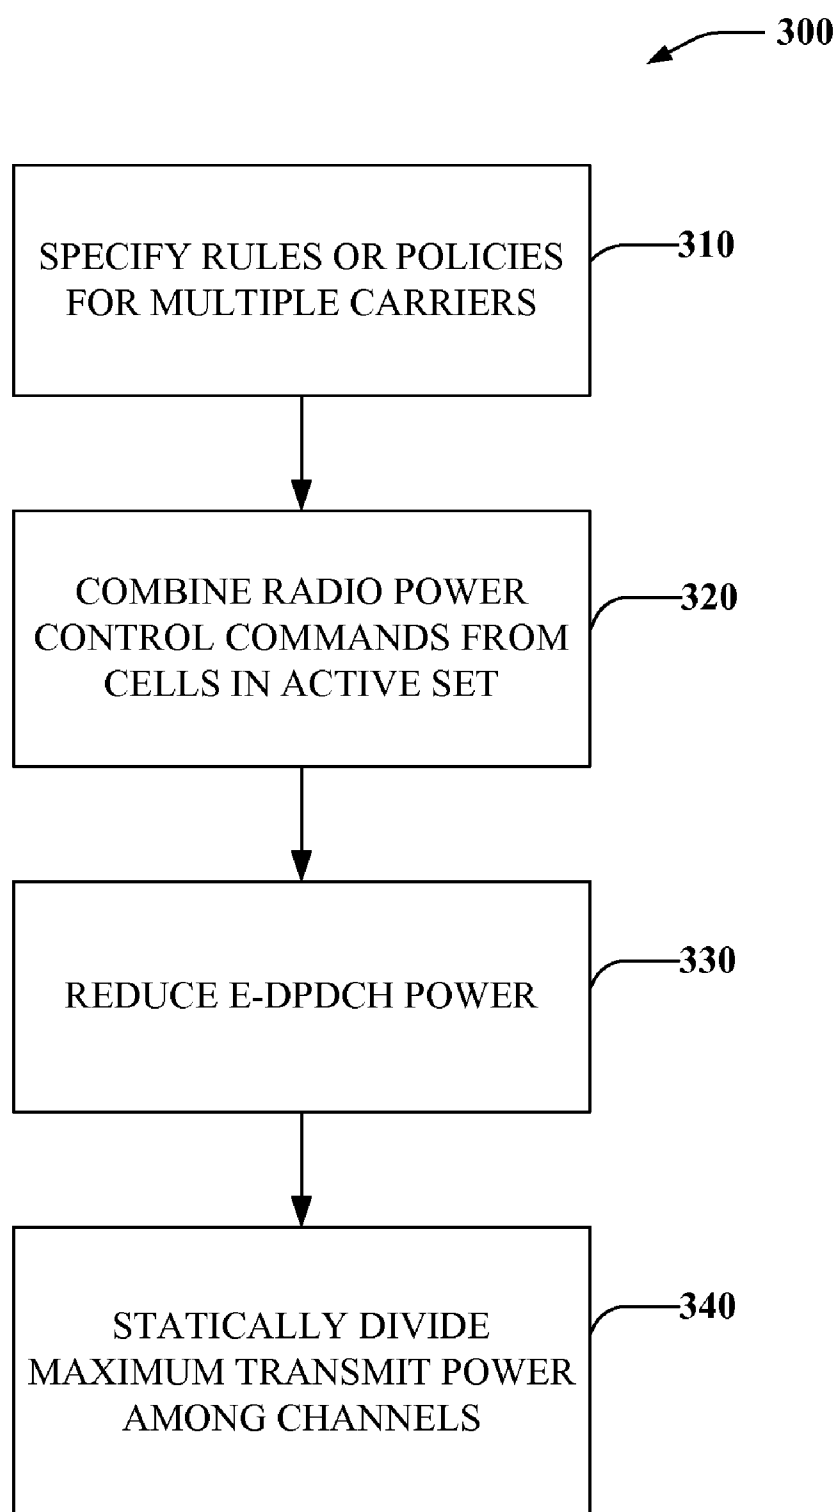 300
SPECIFY RULES OR POLICIES
FOR MULTIPLE CARRIERS
310
COMBINE RADIO POWER
CONTROL COMMANDS FROM
CELLS IN ACTIVE SET
320
REDUCE E-DPDCH POWER
330
STATICALLY DIVIDE
MAXIMUM TRANSMIT POWER
AMONG CHANNELS
340